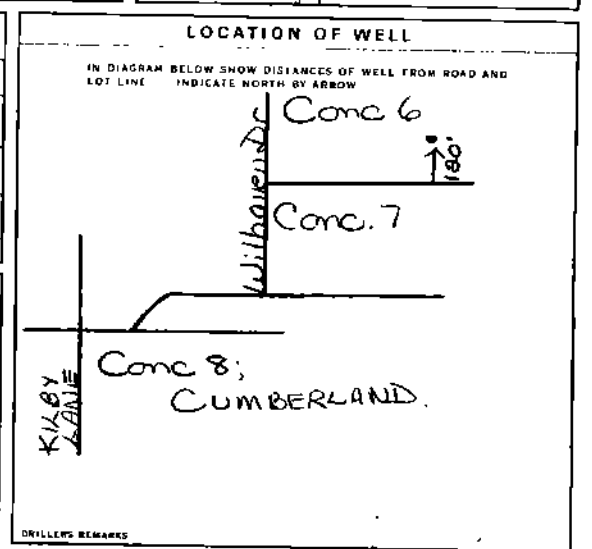 LOCATION OF WELL
IN DIAGRAM BELOW SHOW DISTANCES OF WELL FROM ROAD AND
LOT LINE INDICATE NORTH BY ARROW
Conc 6
180'
Wilhaven Dr
Conc. 7
Conc 8;
CUMBERLAND.
KILBY
LANE
DRILLERS REMARKS